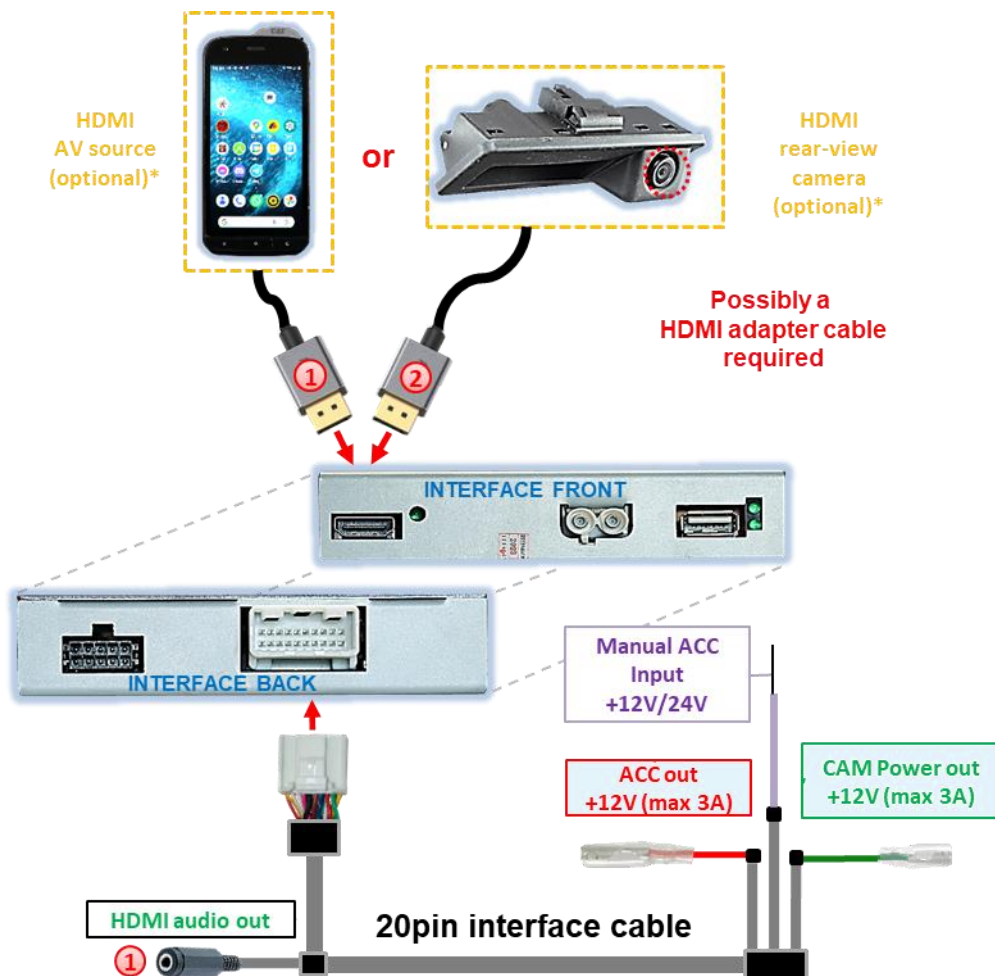 HDMI
AV source
(optional)*
or
HDMI
rear-view
camera
(optional)*
Possibly a
HDMI adapter cable
required
1
2
INTERFACE FRONT
INTERFACE BACK
Manual ACC
Input
+12V/24V
ACC out
+12V (max 3A)
CAM Power out
+12V (max 3A)
HDMI audio out
20pin interface cable
1